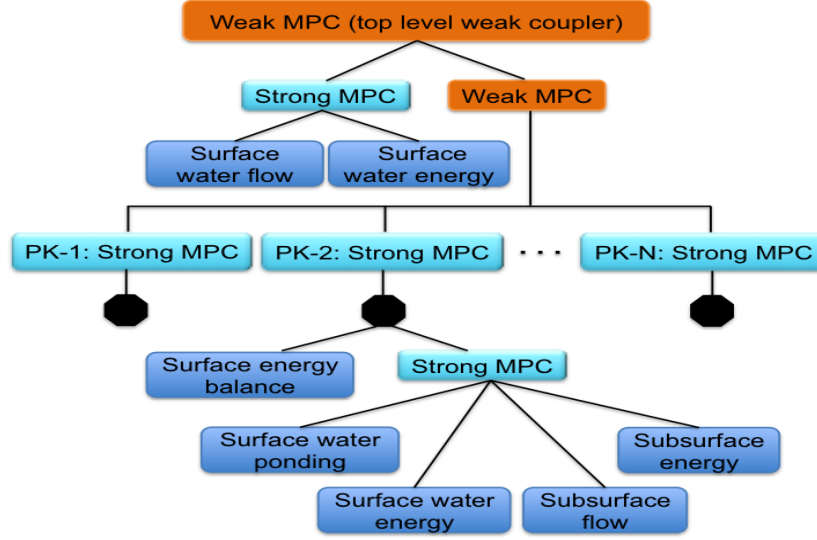 Weak MPC (top level weak coupler)
Strong MPC
Weak MPC
Surface
water flow
Surface
water energy
PK-1: Strong MPC
PK-2: Strong MPC
...
PK-N: Strong MPC
Surface energy
balance
Strong MPC
Surface water
ponding
Subsurface
energy
Surface water
energy
Subsurface
flow